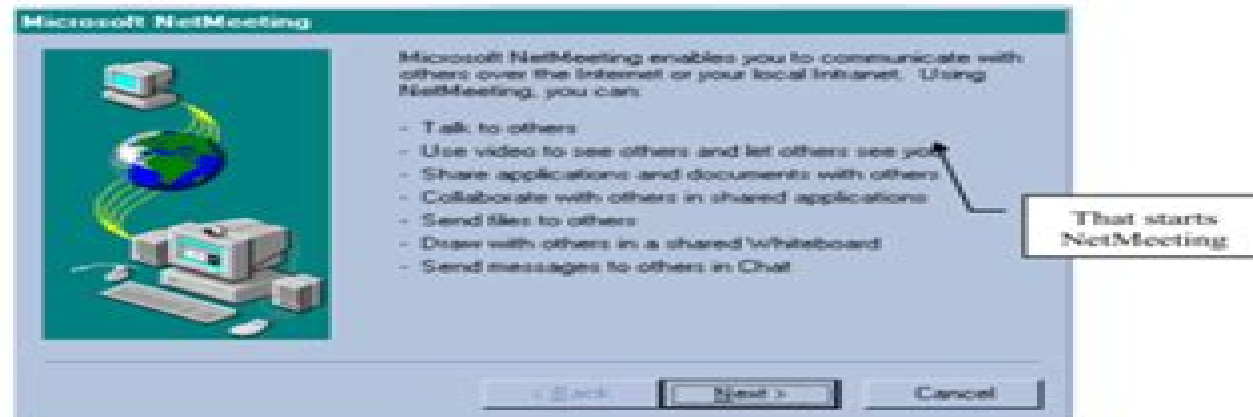 Microsoft NetMeeting
Microsoft NetMeeting enables you to communicate with
others over the Internet or your local Intranet. Using
NetMeeting, you can:
- Talk to others
- Use video to see others and let others see you
- Share applications and documents with others
- Collaborate with others in shared applications
- Send files to others
- Draw with others in a shared Whiteboard
- Send messages to others in Chat
That starts
NetMeeting
< Back Next > Cancel